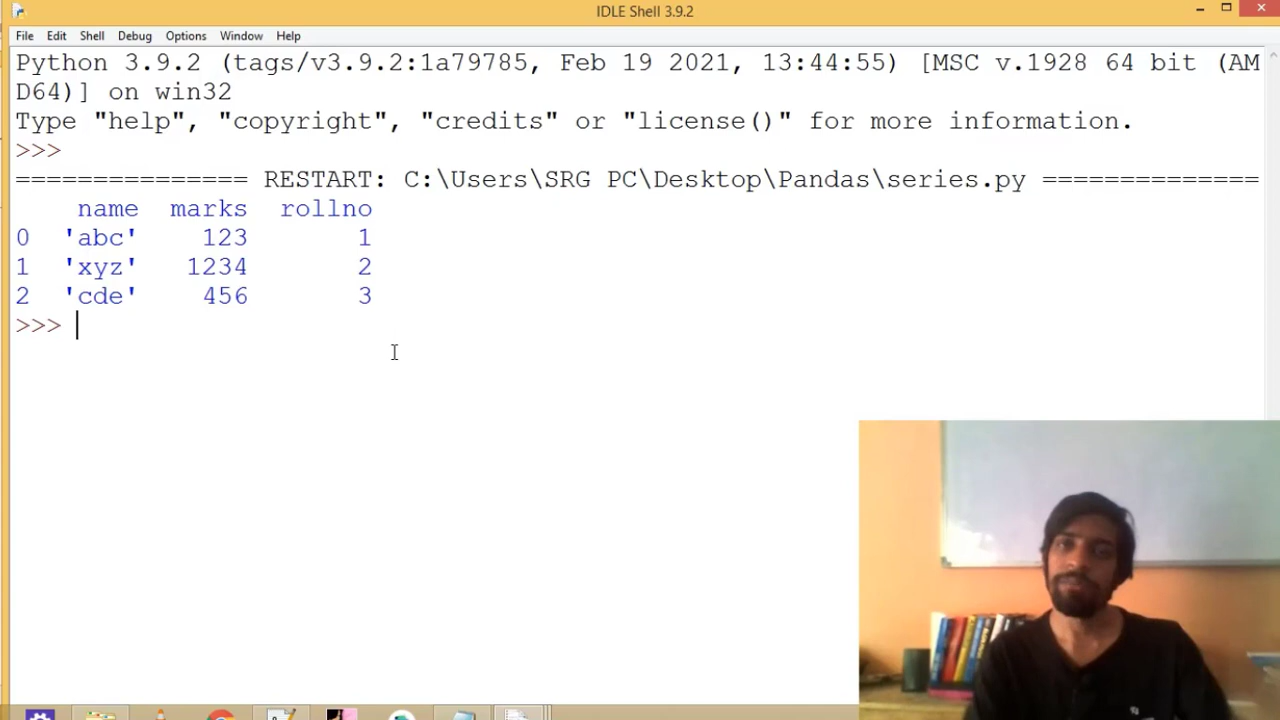 IDLE Shell 3.9.2
File Edit Shell Debug Options Window Help
Python 3.9.2 (tags/v3.9.2:1a79785, Feb 19 2021, 13:44:55) [MSC v.1928 64 bit (AM
D64)] on win32
Type "help", "copyright", "credits" or "license()" for more information.
>>>
=============== RESTART: C:\Users\SRG PC\Desktop\Pandas\series.py ==============
name marks rollno
0 'abc' 123 1
1 'xyz' 1234 2
2 'cde' 456 3
>>>